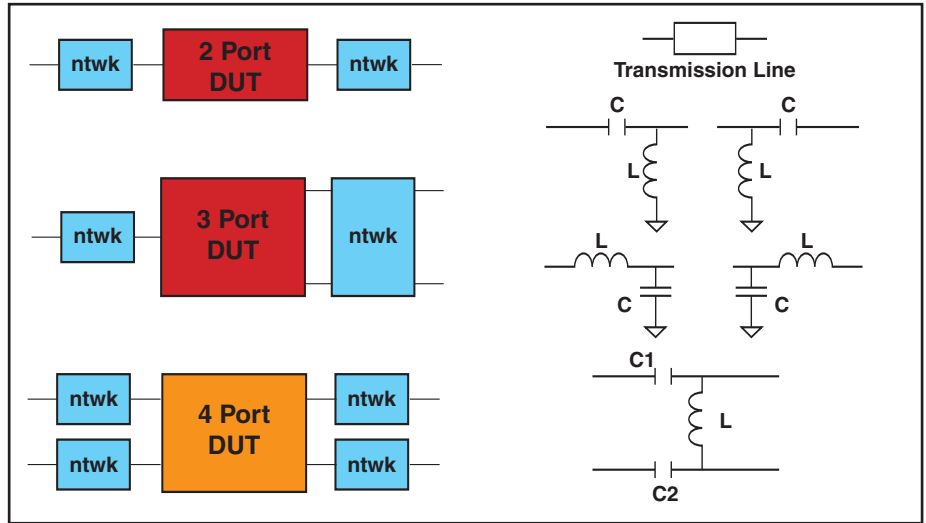 ntwk
2 Port
DUT
ntwk
ntwk
3 Port
DUT
ntwk
ntwk
ntwk
4 Port
DUT
ntwk
ntwk
Transmission Line
C
L
C
L
L
C
L
C
C1
L
C2